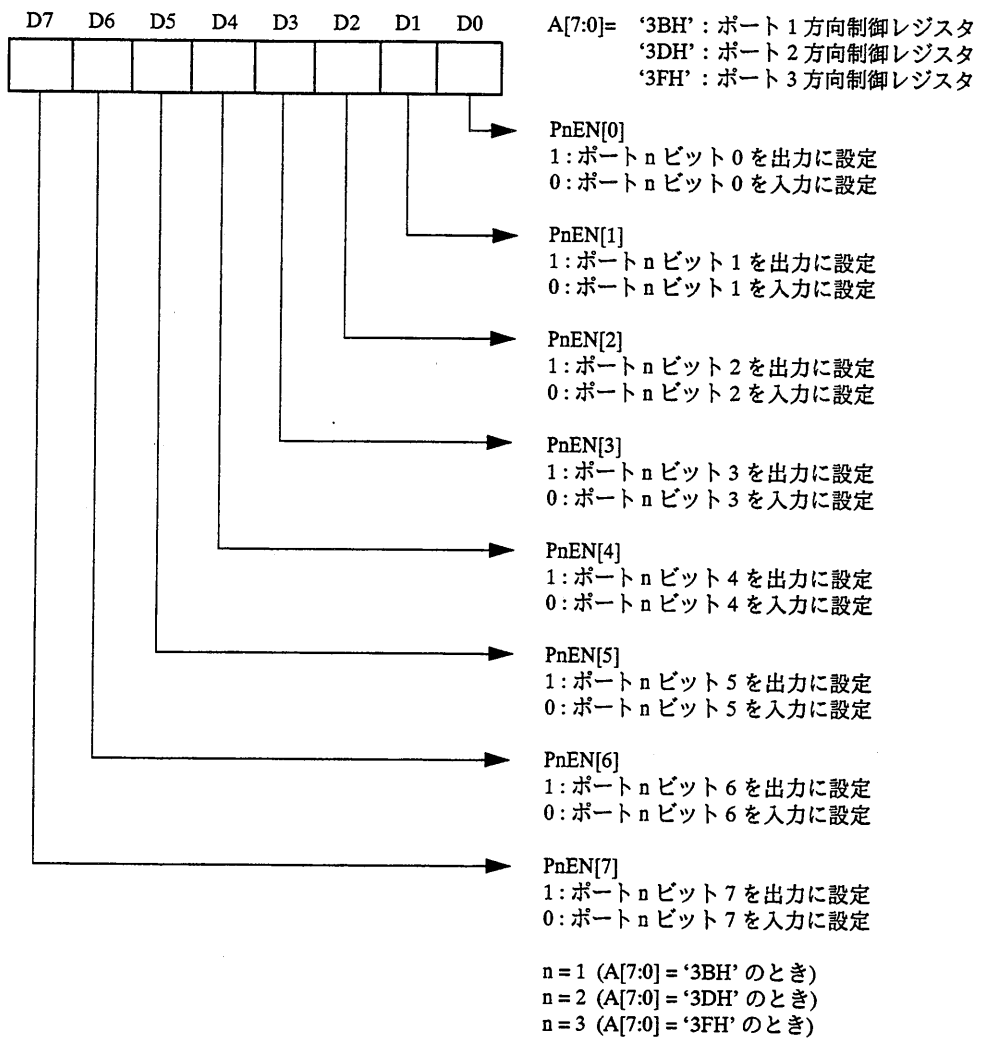 D7 D6 D5 D4 D3 D2 D1 D0
A[7:0]= ‘3BH’ : ポート 1 方向制御レジスタ
‘3DH’ : ポート 2 方向制御レジスタ
‘3FH’ : ポート 3 方向制御レジスタ
PnEN[0]
1 : ポート n ビット 0 を出力に設定
0 : ポート n ビット 0 を入力に設定
PnEN[1]
1 : ポート n ビット 1 を出力に設定
0 : ポート n ビット 1 を入力に設定
PnEN[2]
1 : ポート n ビット 2 を出力に設定
0 : ポート n ビット 2 を入力に設定
PnEN[3]
1 : ポート n ビット 3 を出力に設定
0 : ポート n ビット 3 を入力に設定
PnEN[4]
1 : ポート n ビット 4 を出力に設定
0 : ポート n ビット 4 を入力に設定
PnEN[5]
1 : ポート n ビット 5 を出力に設定
0 : ポート n ビット 5 を入力に設定
PnEN[6]
1 : ポート n ビット 6 を出力に設定
0 : ポート n ビット 6 を入力に設定
PnEN[7]
1 : ポート n ビット 7 を出力に設定
0 : ポート n ビット 7 を入力に設定
n = 1 (A[7:0] = ‘3BH’ のとき)
n = 2 (A[7:0] = ‘3DH’ のとき)
n = 3 (A[7:0] = ‘3FH’ のとき)